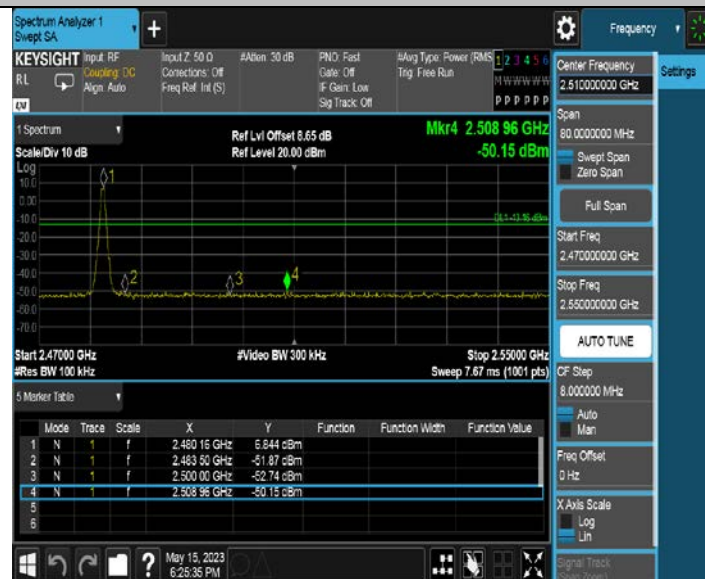 Spectrum Analyzer 1
Swept SA
Frequency
KEYSIGHT
RL
Input: RF
Coupling: DC
Align: Auto
Input Z: 50 Ω
Corrections: Off
Freq Ref: Int (S)
#Atten: 30 dB
PNO: Fast
Gate: Off
IF Gain: Low
Sig Track: Off
#Avg Type: Power (RMS
Trig: Free Run
1 2 3 4 5 6
M W W W W W
P P P P P P
Center Frequency
2.510000000 GHz
Settings
Span
80.0000000 MHz
Swept Span
Zero Span
Full Span
Start Freq
2.470000000 GHz
Stop Freq
2.550000000 GHz
AUTO TUNE
CF Step
8.000000 MHz
Auto
Man
Freq Offset
0 Hz
X Axis Scale
Log
Lin
Signal Track
1 Spectrum
Scale/Div 10 dB
Ref Lvl Offset 8.65 dB
Ref Level 20.00 dBm
Mkr4 2.508 96 GHz
-50.15 dBm
Log
10.0
0.00
-10.0
-20.0
-30.0
-40.0
-50.0
-60.0
-70.0
1
2
3
4
DL1 -13.16 dBm
Start 2.47000 GHz
#Res BW 100 kHz
#Video BW 300 kHz
Stop 2.55000 GHz
Sweep 7.67 ms (1001 pts)
5 Marker Table
Mode Trace Scale X Y Function Function Width Function Value
1 N 1 f 2.480 16 GHz 6.844 dBm
2 N 1 f 2.483 50 GHz -51.87 dBm
3 N 1 f 2.500 00 GHz -52.74 dBm
4 N 1 f 2.508 96 GHz -50.15 dBm
5
6
?
May 15, 2023
6:25:35 PM